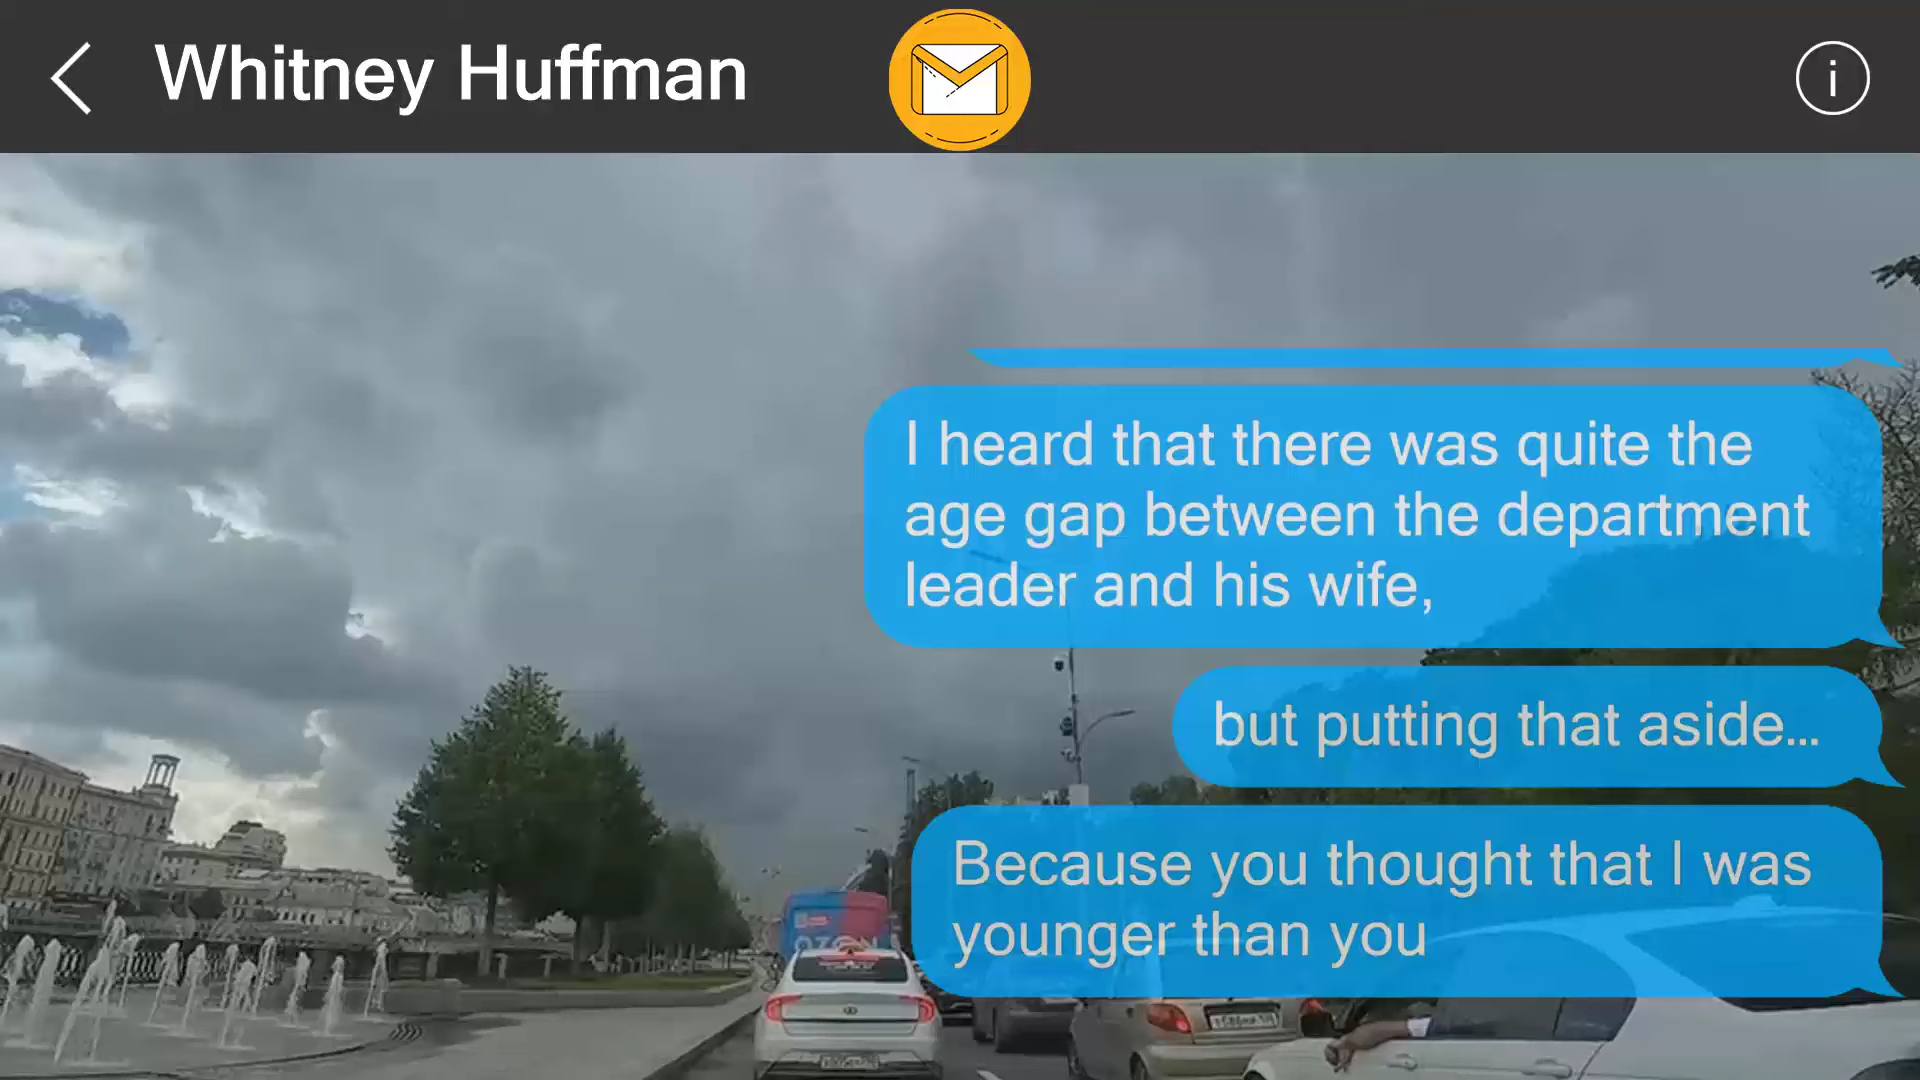 Whitney Huffman
i
I heard that there was quite the
age gap between the department
leader and his wife,
but putting that aside...
Because you thought that I was
younger than you
OZON